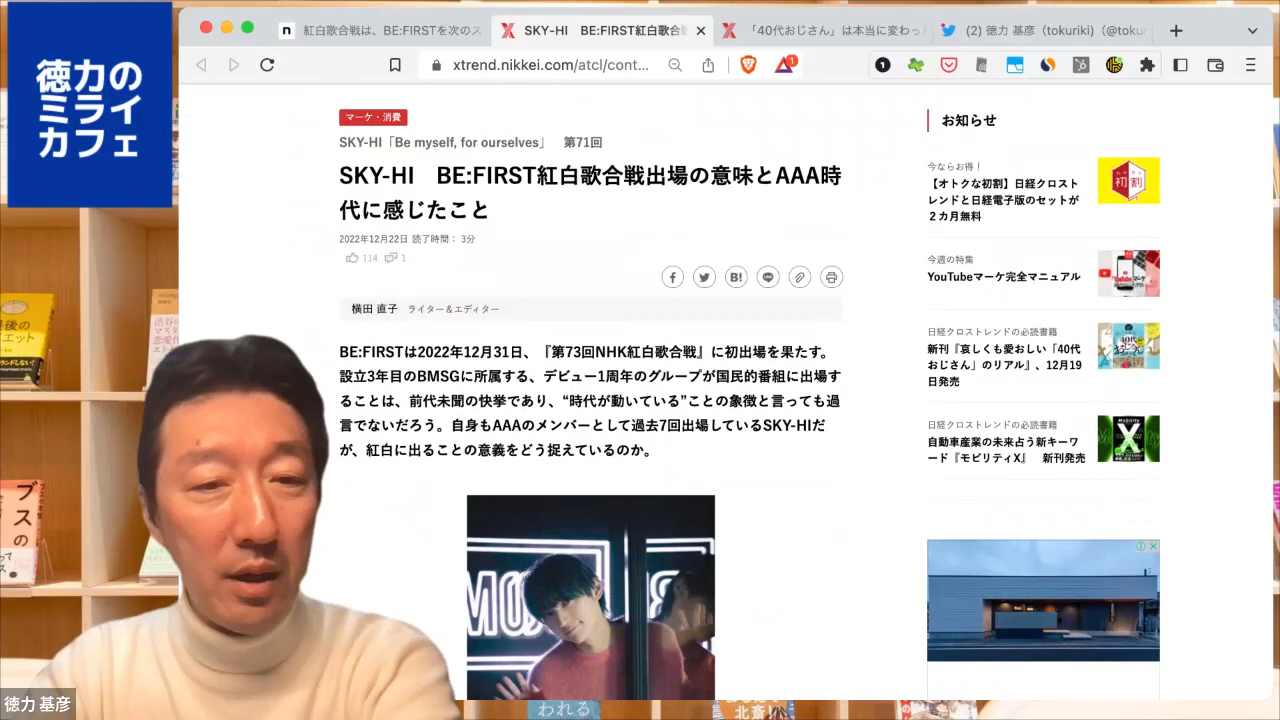 徳力の
ミライ
カフェ
紅白歌合戦は、BE:FIRSTを次のス
SKY-HI BE:FIRST紅白歌合
「40代おじさん」は本当に変わっ
(2) 徳力 基彦（tokuriki）(@tokur
xtrend.nikkei.com/atcl/cont...
マーケ・消費
SKY-HI「Be myself, for ourselves」 第71回
SKY-HI BE:FIRST紅白歌合戦出場の意味とAAA時
代に感じたこと
2022年12月22日 読了時間： 3分
114 1
横田 直子 ライター＆エディター
BE:FIRSTは2022年12月31日、『第73回NHK紅白歌合戦』に初出場を果たす。
設立3年目のBMSGに所属する、デビュー1周年のグループが国民的番組に出場す
ることは、前代未聞の快挙であり、“時代が動いている”ことの象徴と言っても過
言でないだろう。自身もAAAのメンバーとして過去7回出場しているSKY-HIだ
が、紅白に出ることの意義をどう捉えているのか。
お知らせ
今ならお得！
【オトクな初割】日経クロスト
レンドと日経電子版のセットが
２カ月無料
初割
今週の特集
YouTubeマーケ完全マニュアル
日経クロストレンドの必読書籍
新刊『哀しくも愛おしい「40代
おじさん」のリアル』、12月19
日発売
日経クロストレンドの必読書籍
自動車産業の未来占う新キーワ
ード『モビリティX』 新刊発売
徳力 基彦
われる